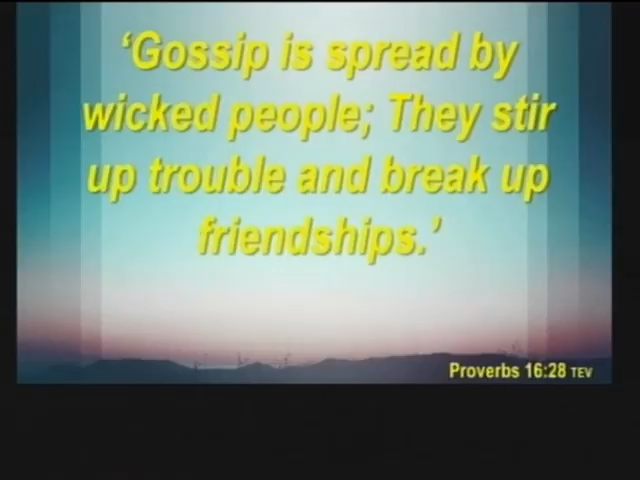 ‘Gossip is spread by
wicked people; They stir
up trouble and break up
friendships.’
Proverbs 16:28 TEV